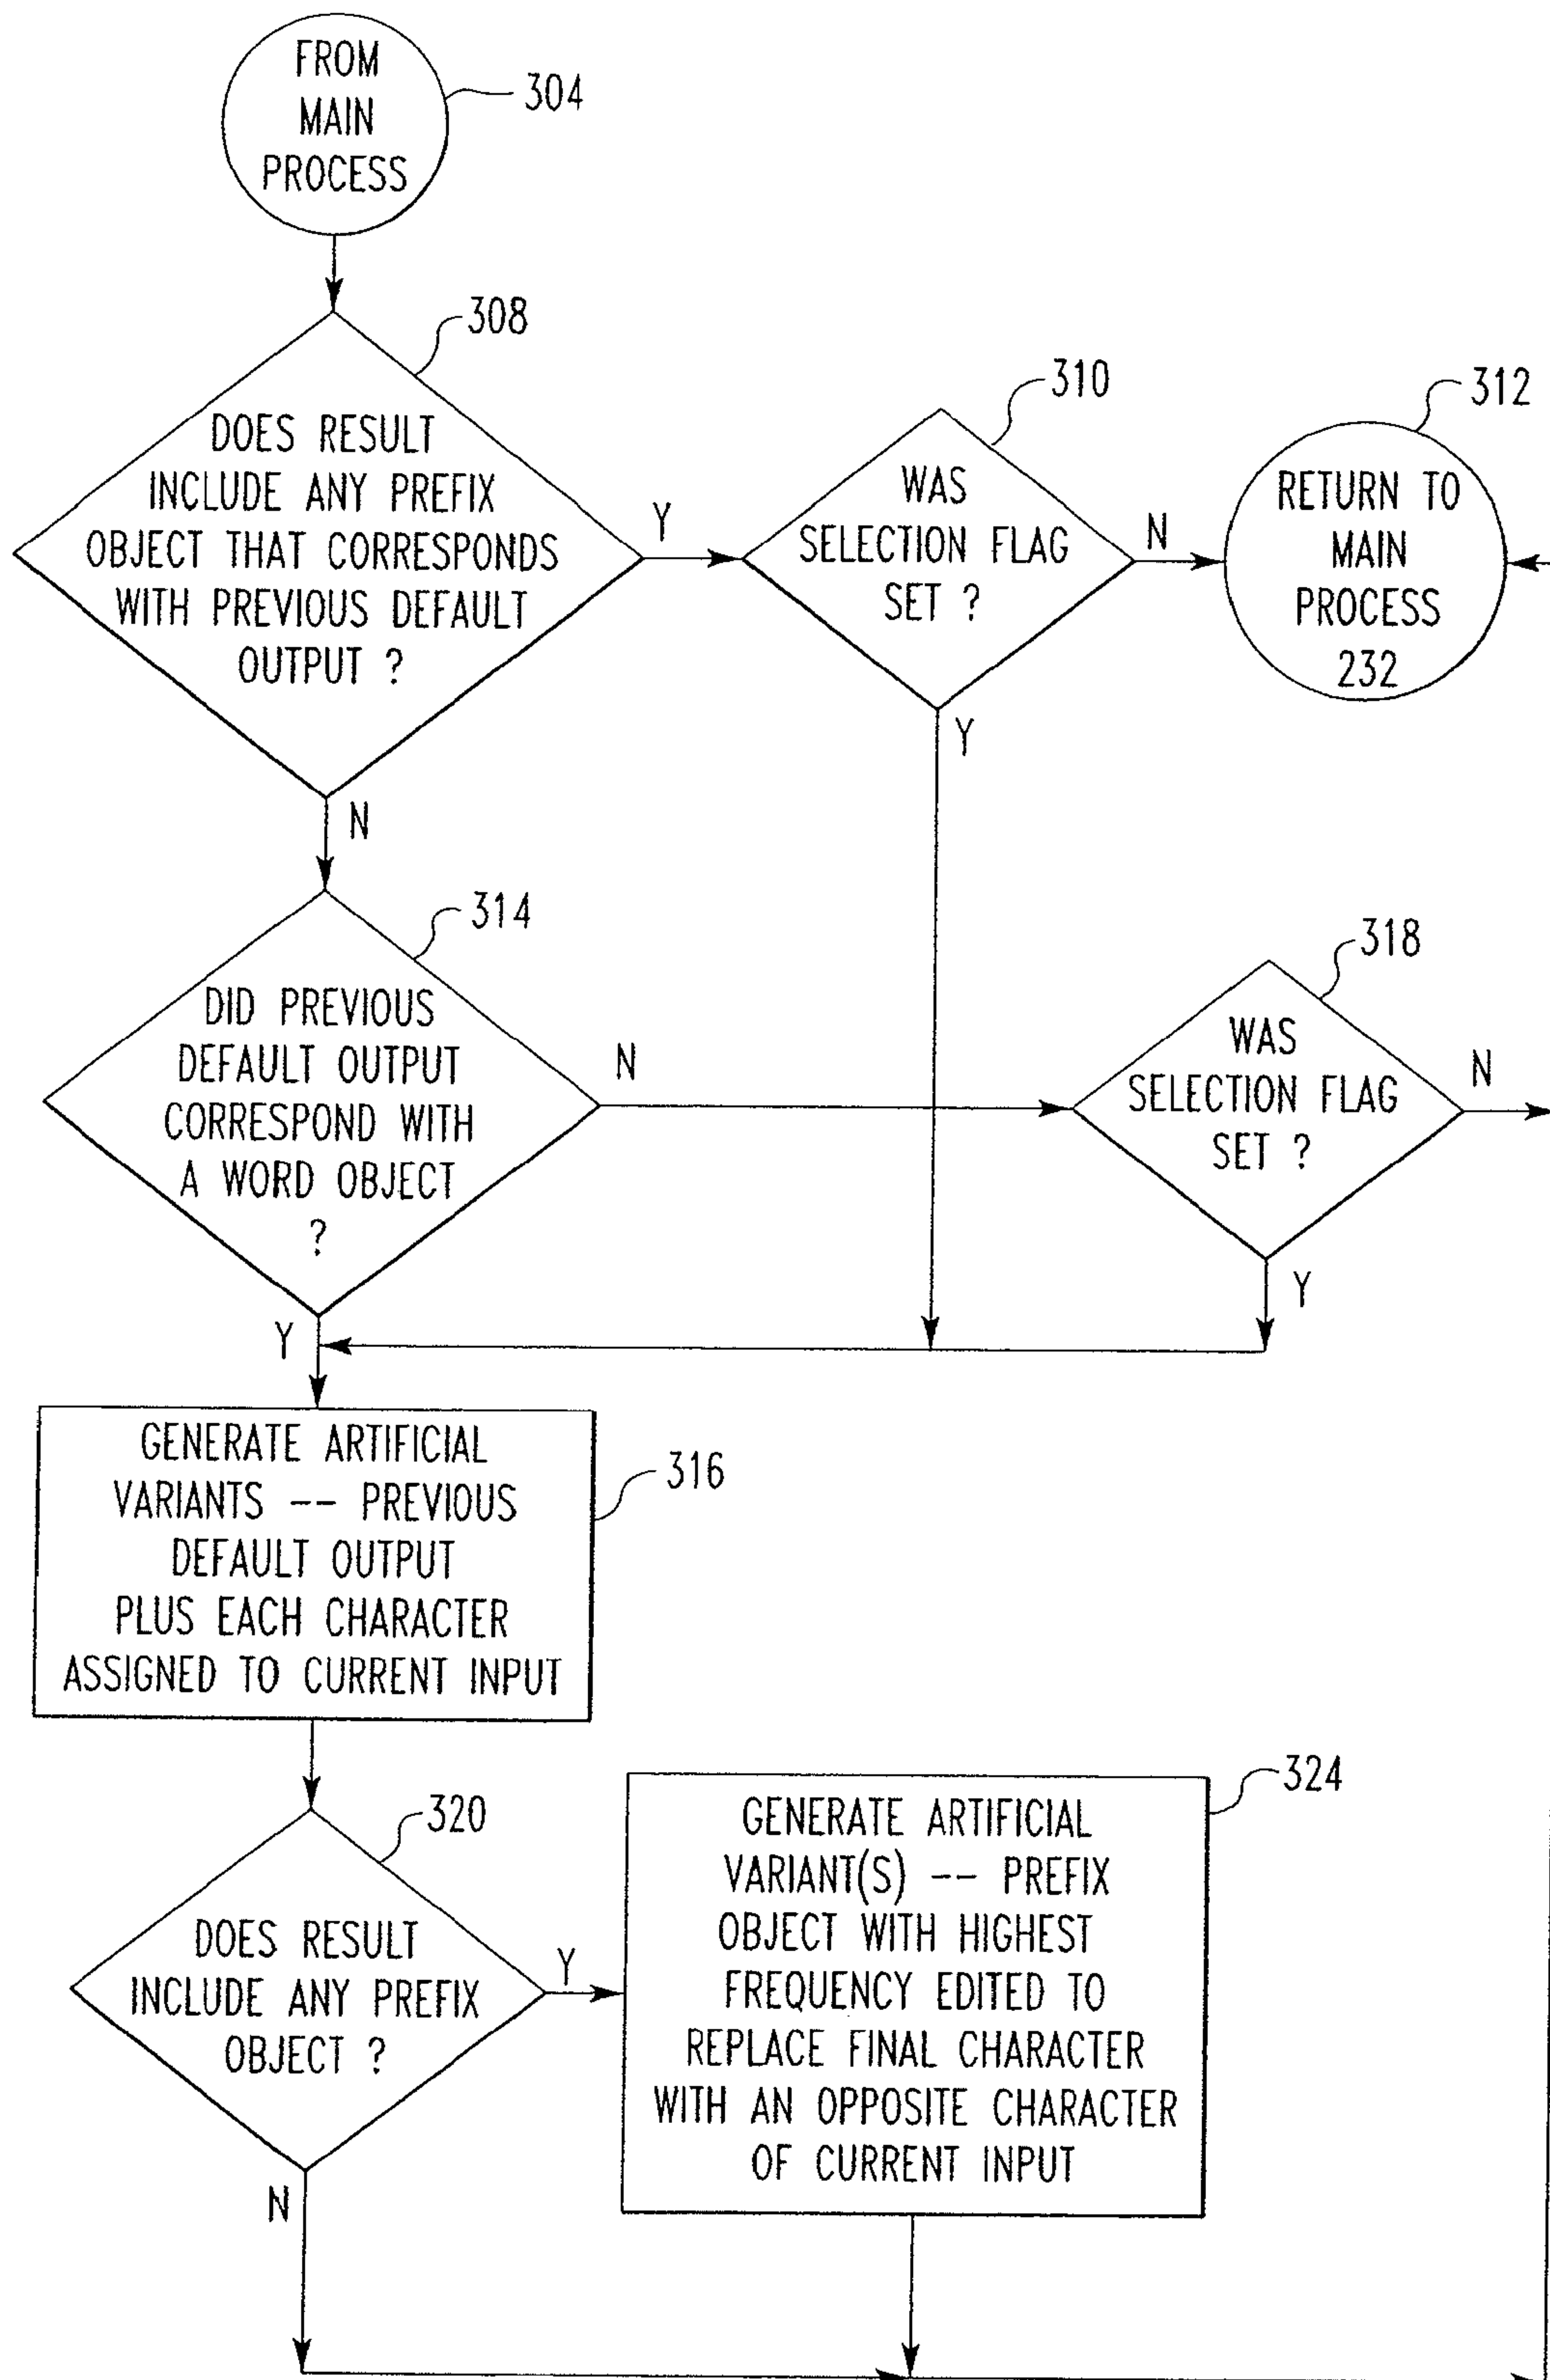 FROM
MAIN
PROCESS
304
308
DOES RESULT
INCLUDE ANY PREFIX
OBJECT THAT CORRESPONDS
WITH PREVIOUS DEFAULT
OUTPUT ?
Y
N
310
WAS
SELECTION FLAG
SET ?
N
Y
312
RETURN TO
MAIN
PROCESS
232
314
DID PREVIOUS
DEFAULT OUTPUT
CORRESPOND WITH
A WORD OBJECT
?
N
Y
318
WAS
SELECTION FLAG
SET ?
N
Y
316
GENERATE ARTIFICIAL
VARIANTS -- PREVIOUS
DEFAULT OUTPUT
PLUS EACH CHARACTER
ASSIGNED TO CURRENT INPUT
320
DOES RESULT
INCLUDE ANY PREFIX
OBJECT ?
Y
N
324
GENERATE ARTIFICIAL
VARIANT(S) -- PREFIX
OBJECT WITH HIGHEST
FREQUENCY EDITED TO
REPLACE FINAL CHARACTER
WITH AN OPPOSITE CHARACTER
OF CURRENT INPUT